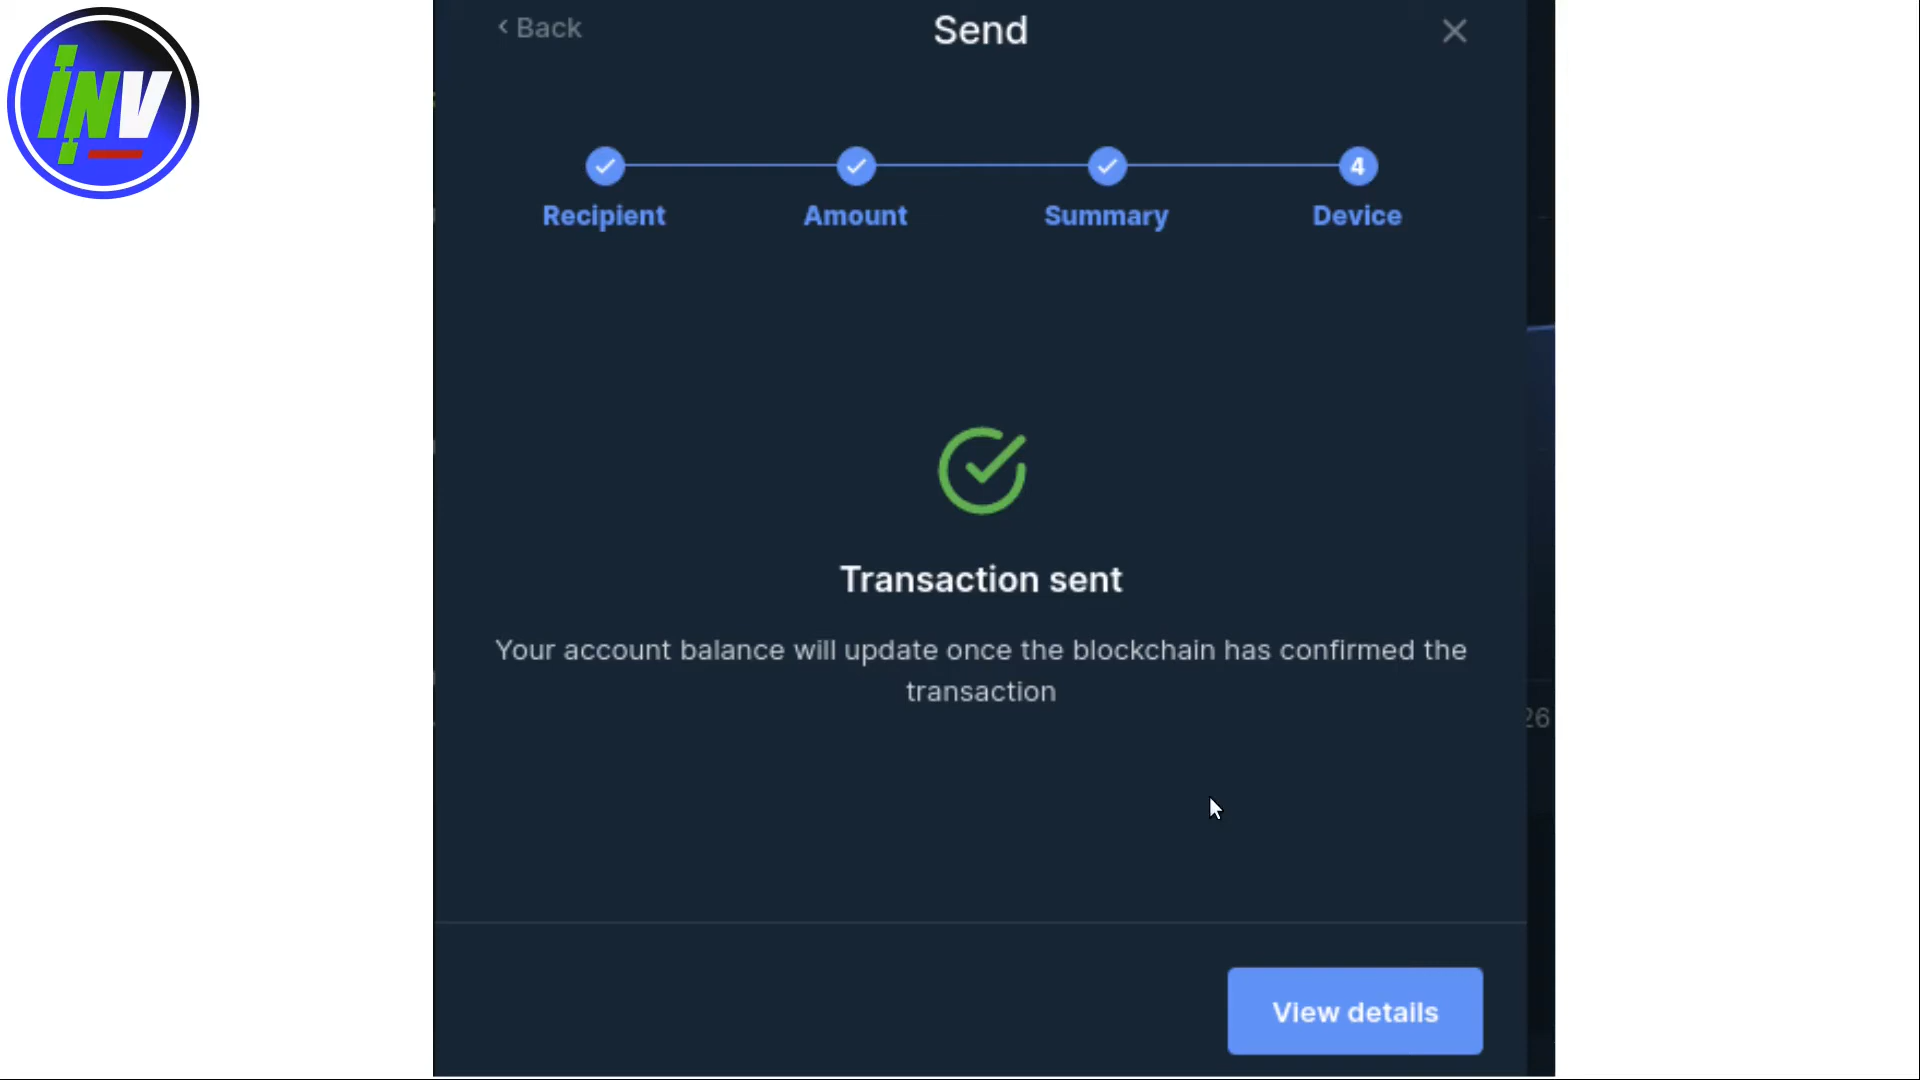 iNV
‹ Back
Send
4
Recipient
Amount
Summary
Device
Transaction sent
Your account balance will update once the blockchain has confirmed the
transaction
26
View details